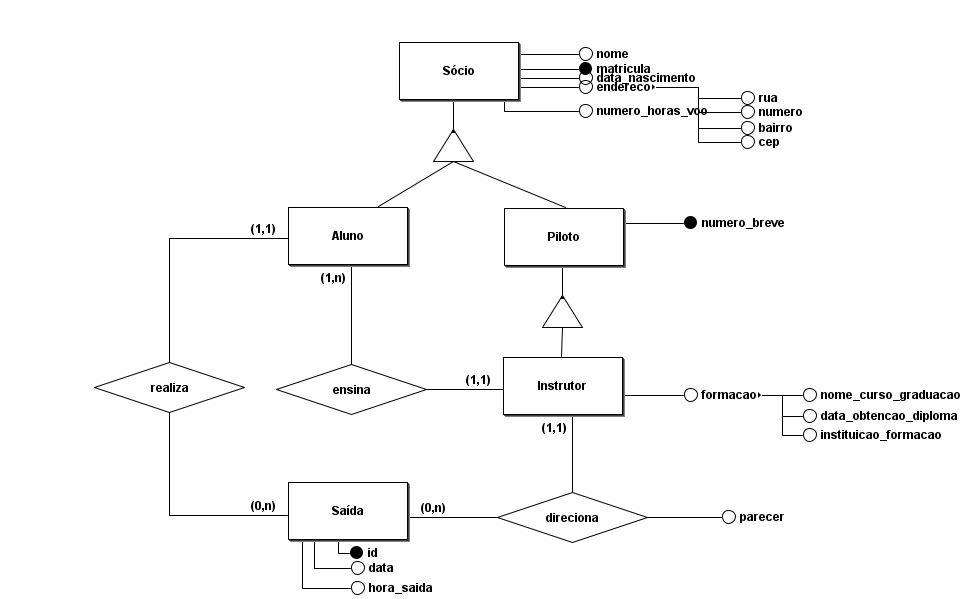 Sócio
nome
matricula
data_nascimento
endereco
numero_horas_voo
rua
numero
bairro
cep
Aluno
Piloto
numero_breve
(1,1)
(1,n)
realiza
ensina
(1,1)
Instrutor
formacao
nome_curso_graduacao
data_obtencao_diploma
instituicao_formacao
(1,1)
(0,n)
Saída
(0,n)
direciona
parecer
id
data
hora_saida